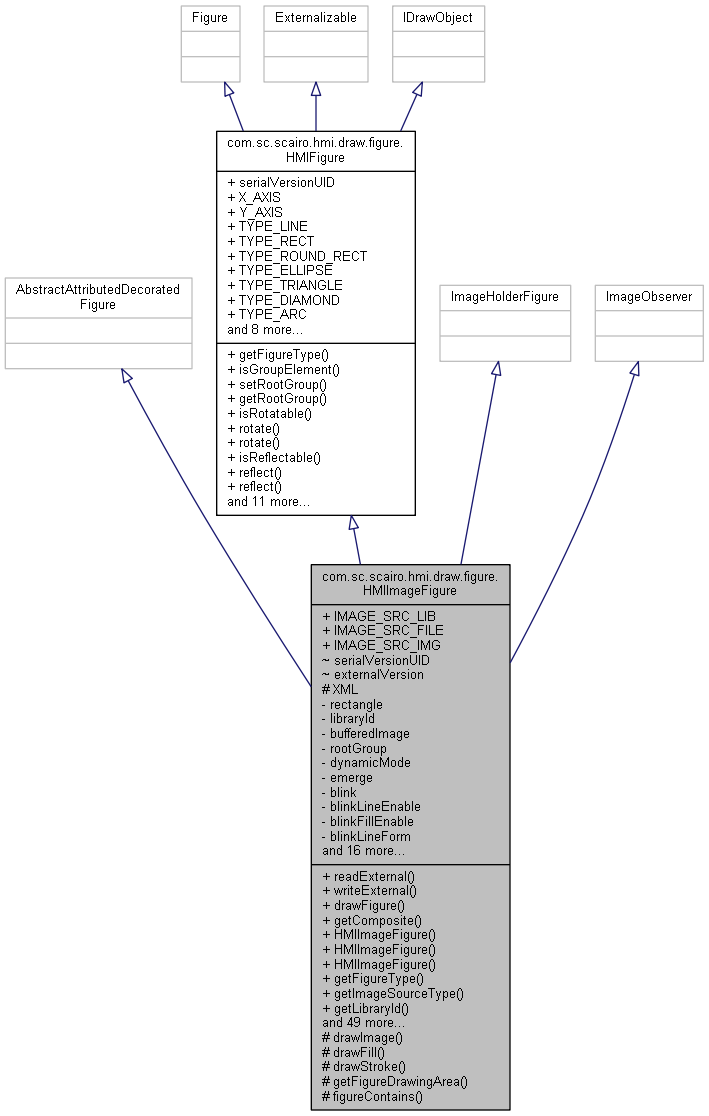 Figure
Externalizable
IDrawObject
com.sc.scairo.hmi.draw.figure.
HMIFigure
+ serialVersionUID
+ X_AXIS
+ Y_AXIS
+ TYPE_LINE
+ TYPE_RECT
+ TYPE_ROUND_RECT
+ TYPE_ELLIPSE
+ TYPE_TRIANGLE
+ TYPE_DIAMOND
+ TYPE_ARC
and 8 more...
+ getFigureType()
+ isGroupElement()
+ setRootGroup()
+ getRootGroup()
+ isRotatable()
+ rotate()
+ rotate()
+ isReflectable()
+ reflect()
+ reflect()
and 11 more...
AbstractAttributedDecorated
Figure
ImageHolderFigure
ImageObserver
com.sc.scairo.hmi.draw.figure.
HMIImageFigure
+ IMAGE_SRC_LIB
+ IMAGE_SRC_FILE
+ IMAGE_SRC_IMG
~ serialVersionUID
~ externalVersion
# XML
- rectangle
- libraryId
- bufferedImage
- rootGroup
- dynamicMode
- emerge
- blink
- blinkLineEnable
- blinkFillEnable
- blinkLineForm
and 16 more...
+ readExternal()
+ writeExternal()
+ drawFigure()
+ getComposite()
+ HMIImageFigure()
+ HMIImageFigure()
+ HMIImageFigure()
+ getFigureType()
+ getImageSourceType()
+ getLibraryId()
and 49 more...
# drawImage()
# drawFill()
# drawStroke()
# getFigureDrawingArea()
# figureContains()